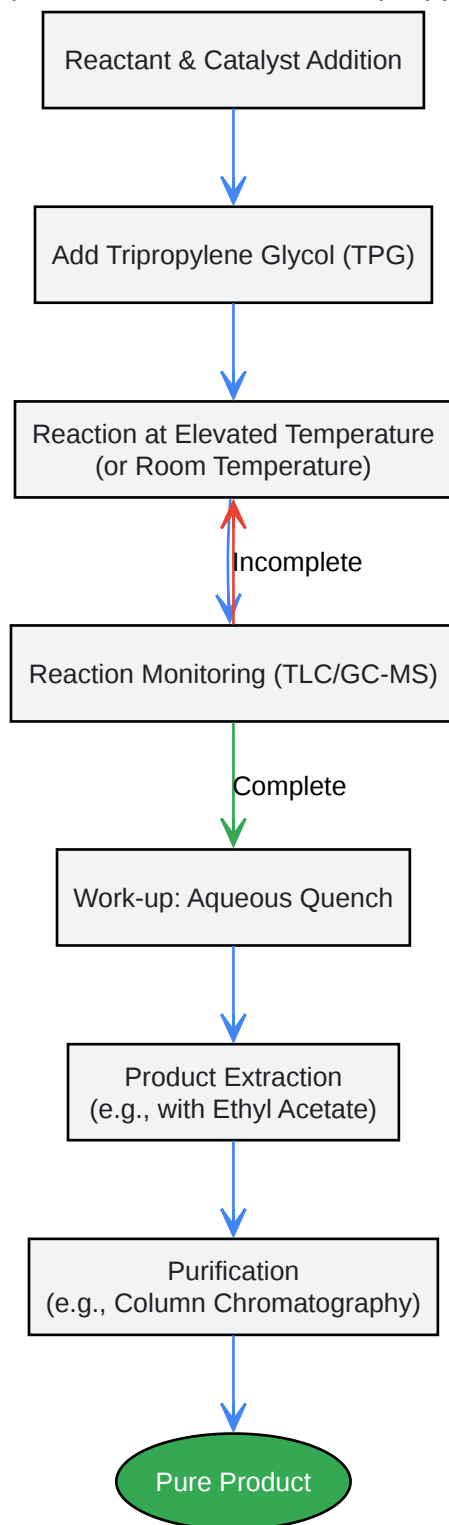 Reactant & Catalyst Addition
Add Tripropylene Glycol (TPG)
Reaction at Elevated Temperature
(or Room Temperature)
Incomplete
Reaction Monitoring (TLC/GC-MS)
Complete
Work-up: Aqueous Quench
Product Extraction
(e.g., with Ethyl Acetate)
Purification
(e.g., Column Chromatography)
Pure Product